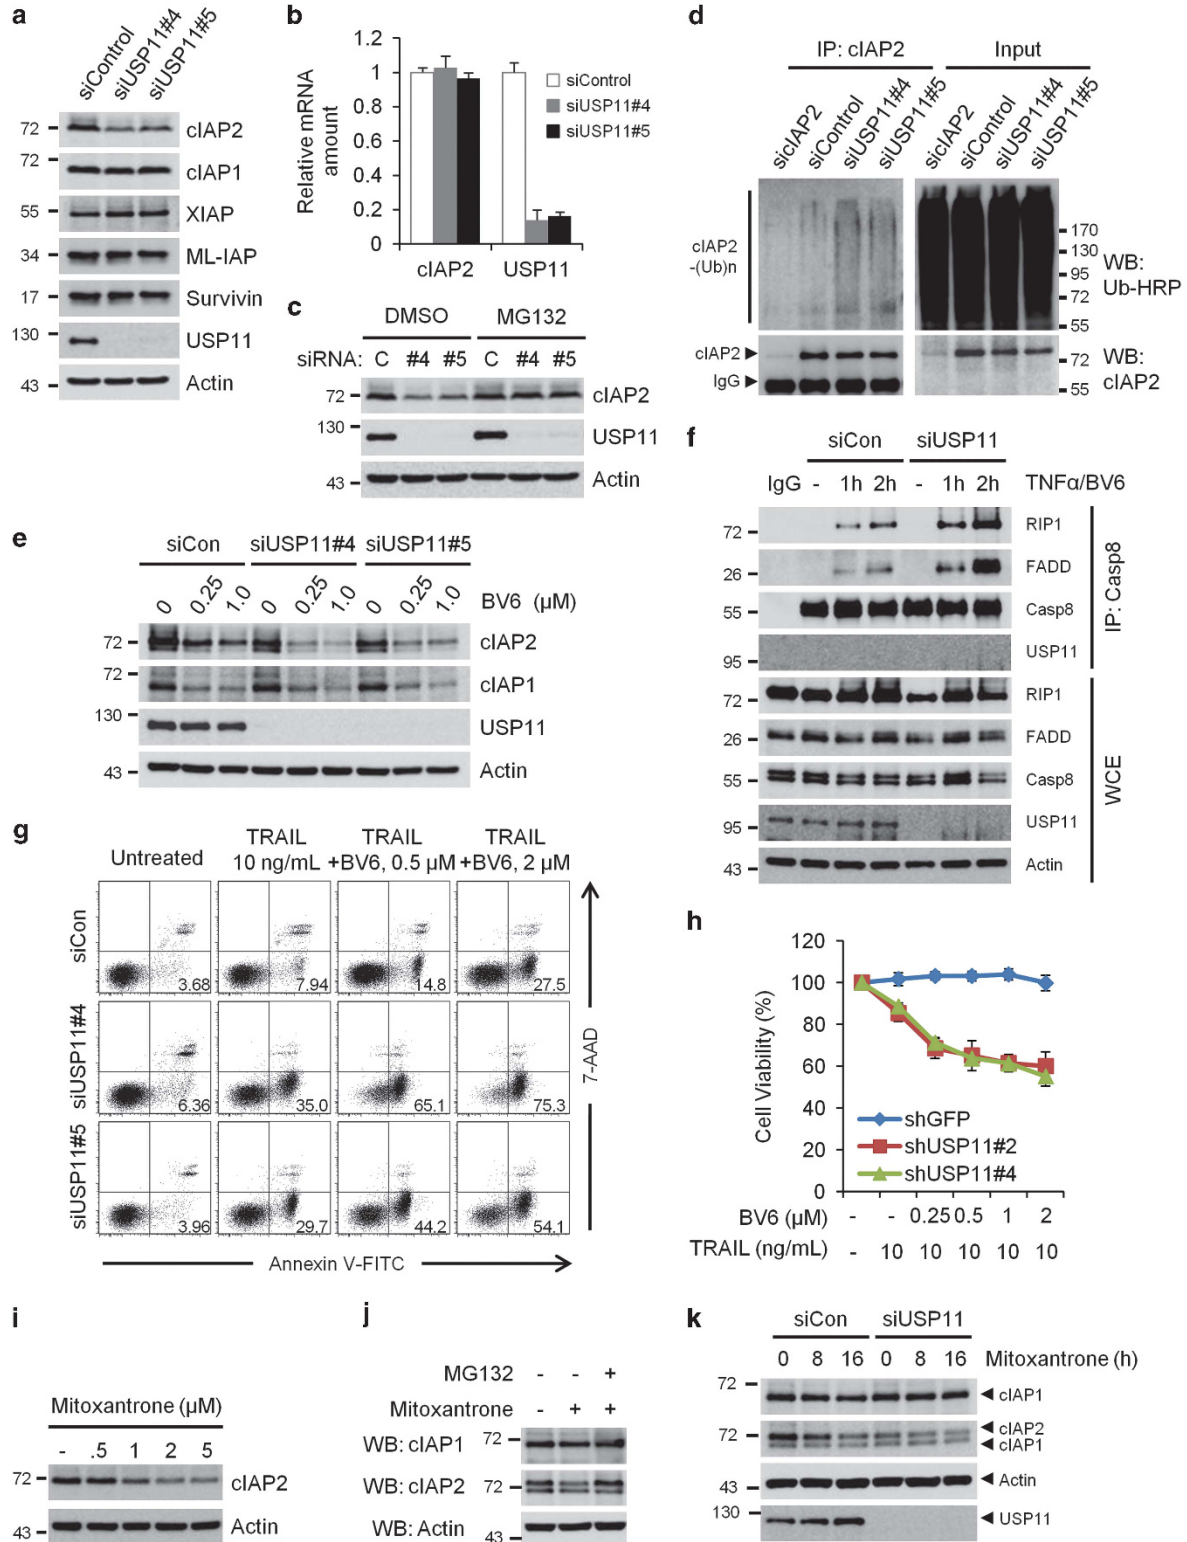 a
siControl
siUSP11#4
siUSP11#5
72
cIAP2
72
cIAP1
55
XIAP
34
ML-IAP
17
Survivin
130
USP11
43
Actin
b
Relative mRNA
amount
1.2
1
0.8
0.6
0.4
0.2
0
siControl
siUSP11#4
siUSP11#5
cIAP2 USP11
c
DMSO MG132
siRNA: C #4 #5 C #4 #5
72
cIAP2
130
USP11
43
Actin
d
IP: cIAP2 Input
sicIAP2
siControl
siUSP11#4
siUSP11#5
sicIAP2
siControl
siUSP11#4
siUSP11#5
cIAP2
-(Ub)n
170
130
95
72
55
WB:
Ub-HRP
cIAP2
IgG
72
55
WB:
cIAP2
e
siCon siUSP11#4 siUSP11#5
0 0.25 1.0 0 0.25 1.0 0 0.25 1.0 BV6 (µM)
72
cIAP2
72
cIAP1
130
USP11
43
Actin
f
siCon siUSP11
IgG - 1h 2h - 1h 2h TNFα/BV6
72
RIP1
26
FADD
55
Casp8
95
USP11
IP: Casp8
72
RIP1
26
FADD
55
Casp8
95
USP11
43
Actin
WCE
g
Untreated
TRAIL
10 ng/mL
TRAIL
+BV6, 0.5 µM
TRAIL
+BV6, 2 µM
siCon
3.68 7.94 14.8 27.5
siUSP11#4
6.36 35.0 65.1 75.3
siUSP11#5
3.96 29.7 44.2 54.1
7-AAD
Annexin V-FITC
h
Cell Viability (%)
120
100
80
60
40
20
0
shGFP
shUSP11#2
shUSP11#4
BV6 (µM) - - 0.25 0.5 1 2
TRAIL (ng/mL) - 10 10 10 10 10
i
Mitoxantrone (µM)
- .5 1 2 5
72
cIAP2
43
Actin
j
MG132 - - +
Mitoxantrone - + +
WB: cIAP1 72
WB: cIAP2 72
WB: Actin 43
k
siCon siUSP11
0 8 16 0 8 16 Mitoxantrone (h)
72
cIAP1
72
cIAP2
cIAP1
43
Actin
130
USP11